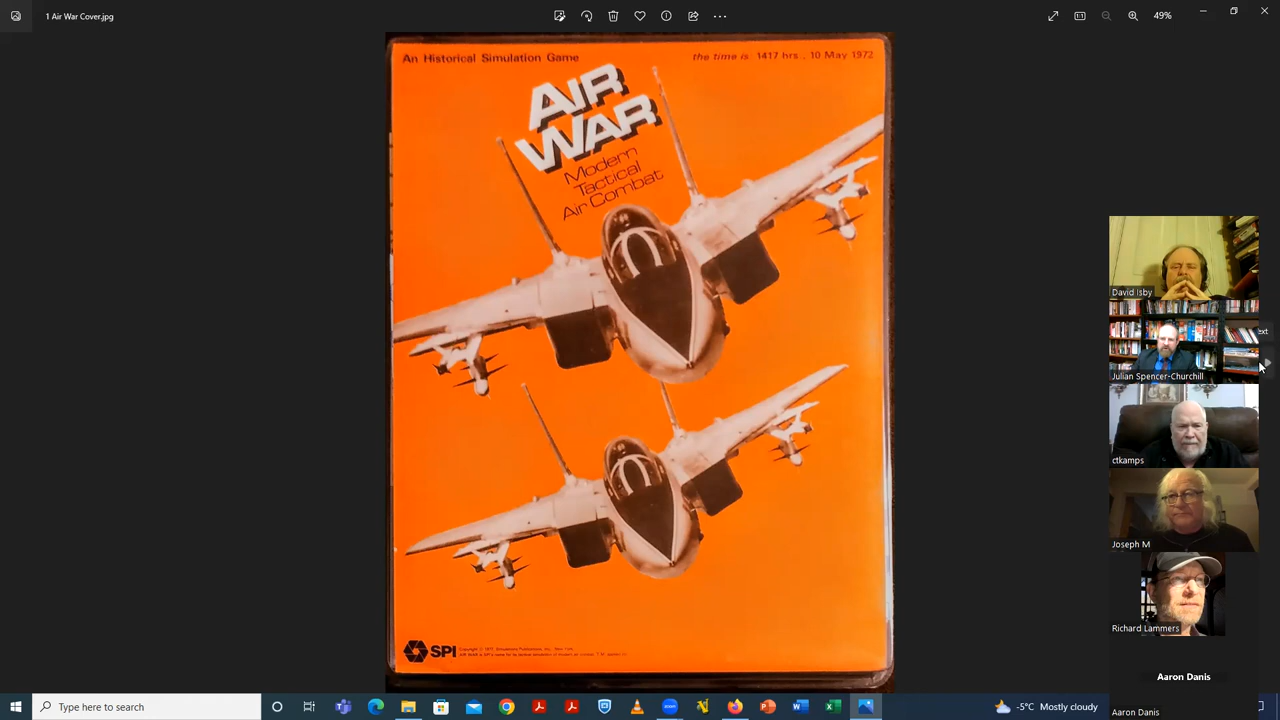 1 Air War Cover.jpg
49%
An Historical Simulation Game
the time is 1417 hrs., 10 May 1972
AIR
WAR
Modern
Tactical
Air Combat
SPI
David Isby
Julian Spencer-Churchill
ctkamps
Joseph M
Richard Lammers
Aaron Danis
Aaron Danis
Type here to search
-5°C Mostly cloudy